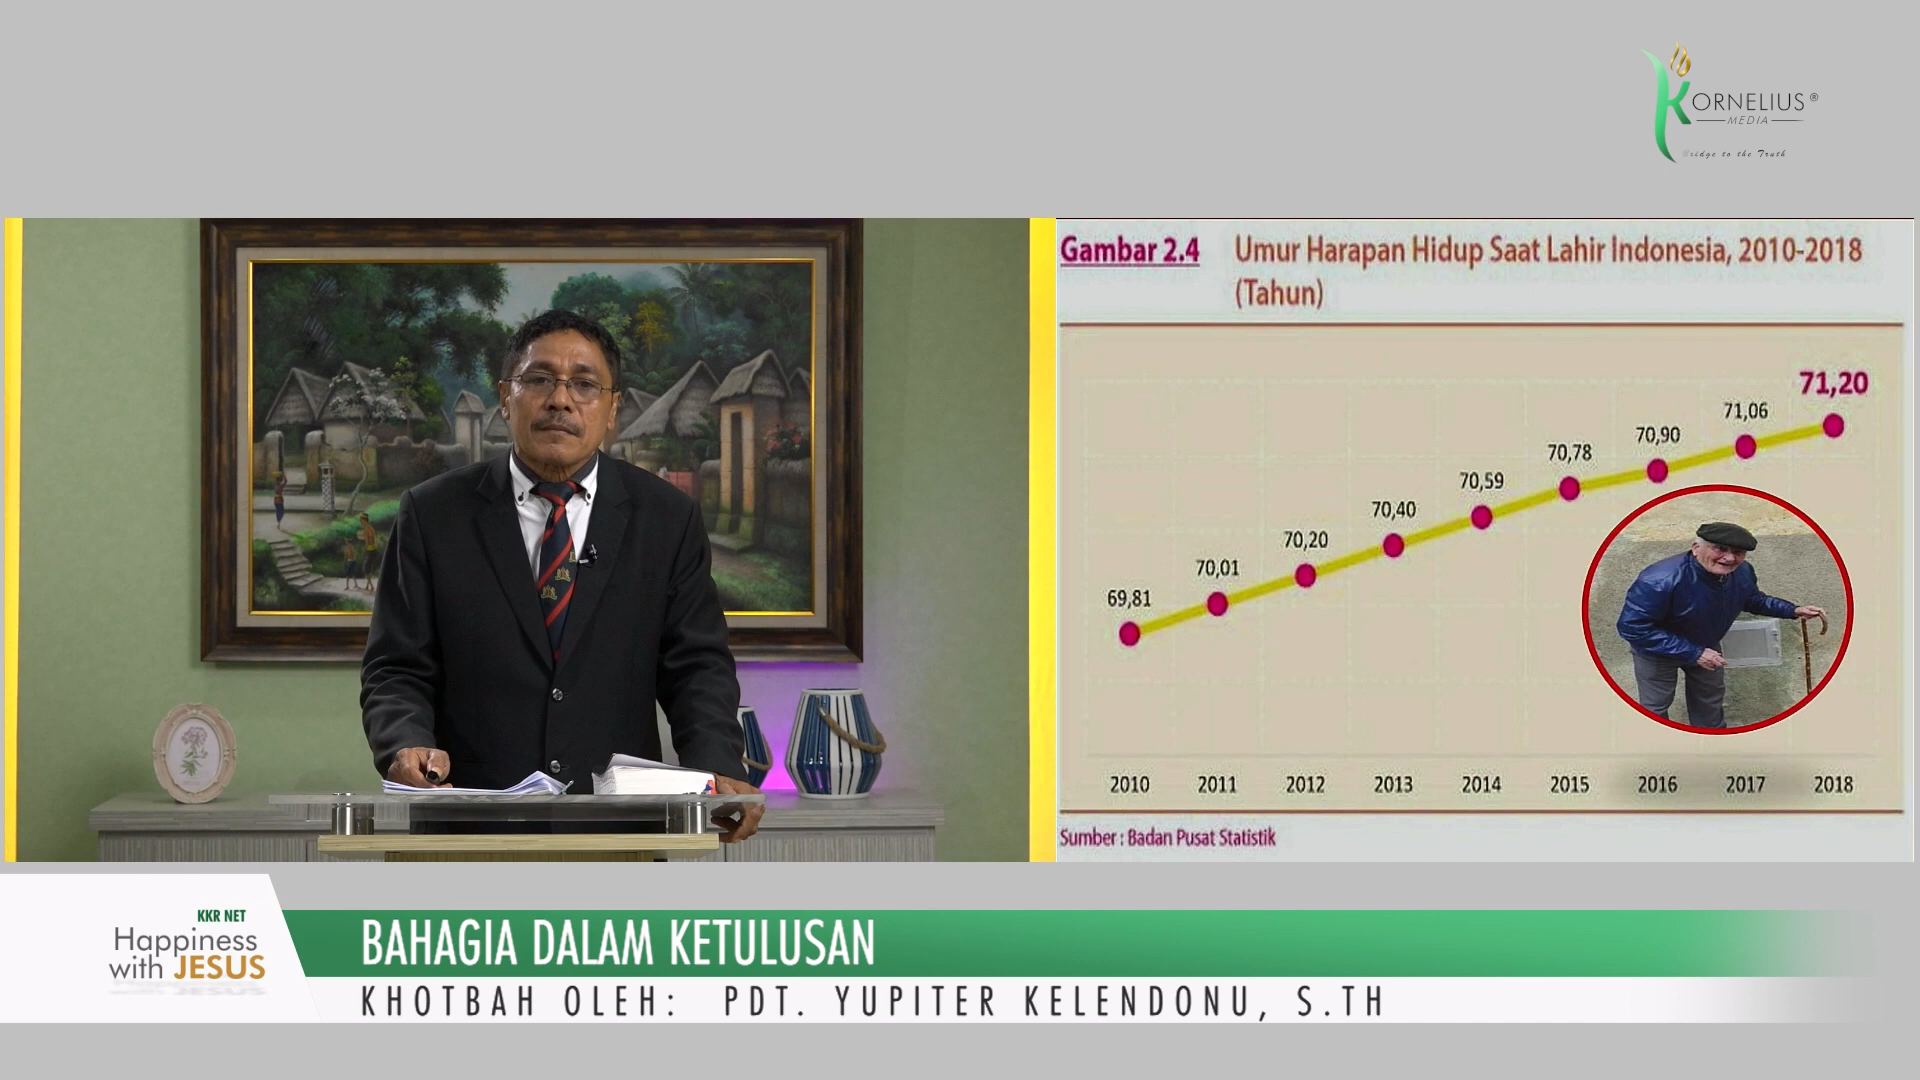 KORNELIUS ®
MEDIA
Bridge to the Truth
Gambar 2.4 Umur Harapan Hidup Saat Lahir Indonesia, 2010-2018
(Tahun)
71,20
71,06
70,90
70,78
70,59
70,40
70,20
70,01
69,81
2010 2011 2012 2013 2014 2015 2016 2017 2018
Sumber : Badan Pusat Statistik
KKR NET
Happiness
with JESUS
BAHAGIA DALAM KETULUSAN
KHOTBAH OLEH: PDT. YUPITER KELENDONU, S.TH